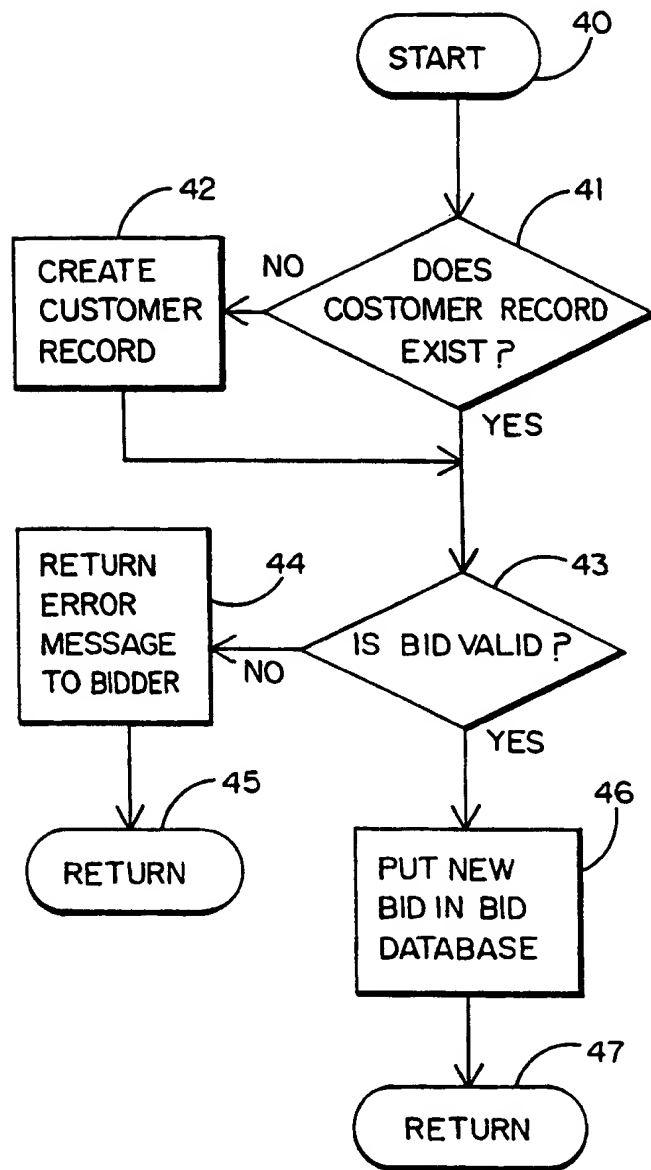 START
40
42
41
CREATE
CUSTOMER
RECORD
NO
DOES
COSTOMER RECORD
EXIST ?
YES
RETURN
ERROR
MESSAGE
TO BIDDER
44
43
IS BID VALID ?
NO
YES
45
RETURN
46
PUT NEW
BID IN BID
DATABASE
47
RETURN